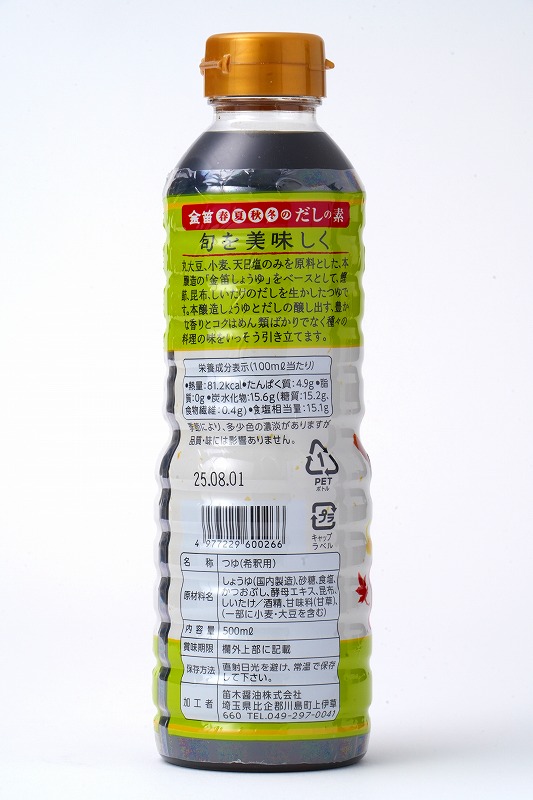 金笛春夏秋冬のだしの素
旬を美味しく
丸大豆、小麦、天日塩のみを原料とした、本
醸造の「金笛しょうゆ」をベースとして、鰹
節、昆布、しいたけのだしを生かしたつゆで
す。本醸造しょうゆとだしの醸し出す、豊か
な香りとコクはめん類ばかりでなく種々の
料理の味をいっそう引き立てます。
栄養成分表示(100ml当たり)
•熱量:81.2kcal•たんぱく質:4.9g•脂
質:0g•炭水化物:15.6g(糖質:15.2g、
食物繊維:0.4g)•食塩相当量:15.1g
季節により、多少色の濃淡がありますが
品質・味には影響ありません。
25.08.01
1
PET
ボトル
プラ
キャップ
ラベル
4 977229 600266
名称 つゆ(希釈用)
原材料名 しょうゆ(国内製造)、砂糖、食塩、
かつおぶし、酵母エキス、昆布、
しいたけ/酒精、甘味料(甘草)、
(一部に小麦・大豆を含む)
内容量 500ml
賞味期限 欄外上部に記載
保存方法 直射日光を避け、常温で保存
して下さい。
加工者 笛木醤油株式会社
埼玉県比企郡川島町上伊草
660 TEL.049-297-0041